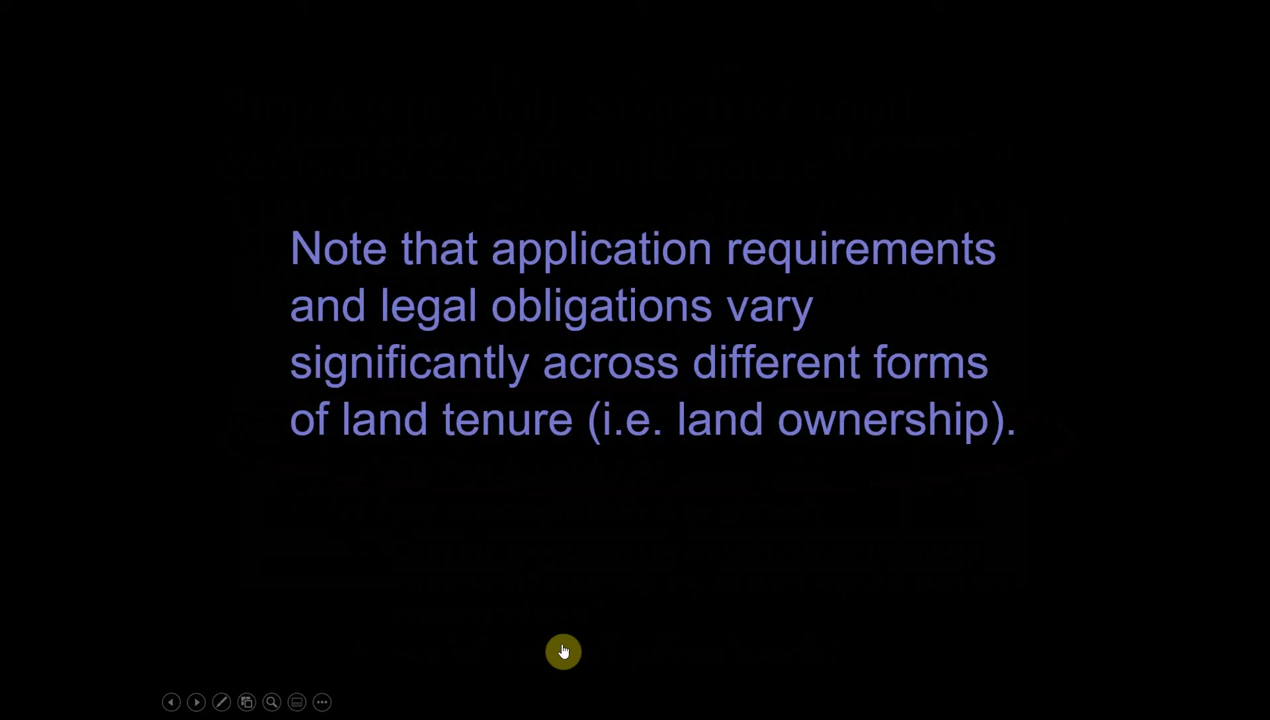 Note that application requirements
and legal obligations vary
significantly across different forms
of land tenure (i.e. land ownership).